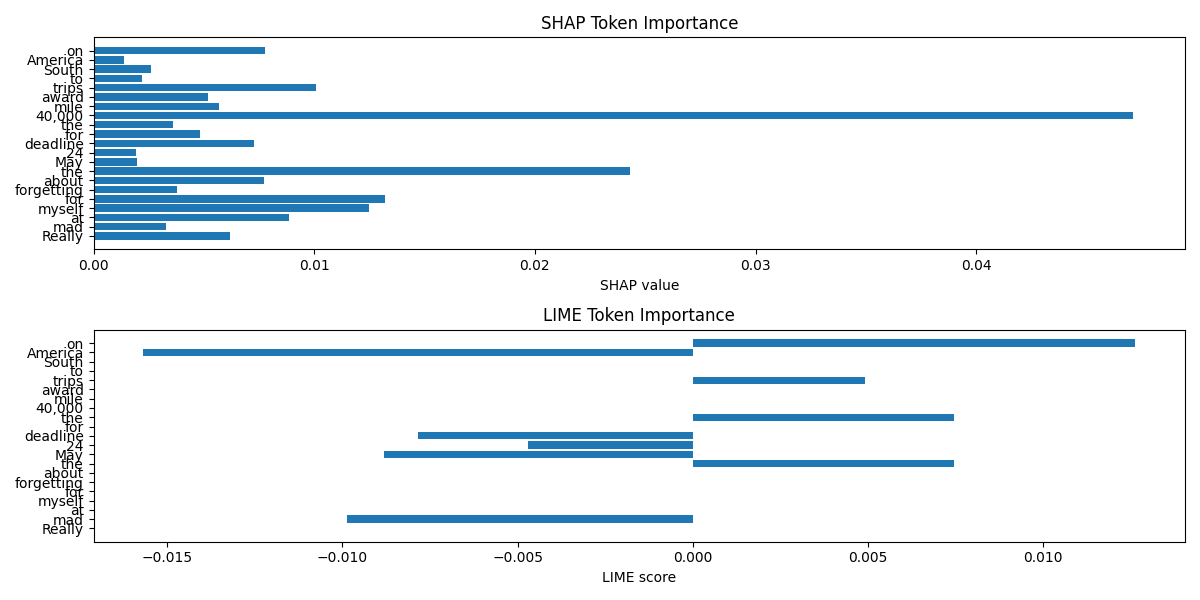 SHAP Token Importance
on
America
South
to
trips
award
mile
40,000
the
for
deadline
24
May
the
about
forgetting
for
myself
at
mad
Really
0.00 0.01 0.02 0.03 0.04
SHAP value
LIME Token Importance
on
America
South
to
trips
award
mile
40,000
the
for
deadline
24
May
the
about
forgetting
for
myself
at
mad
Really
−0.015 −0.010 −0.005 0.000 0.005 0.010
LIME score